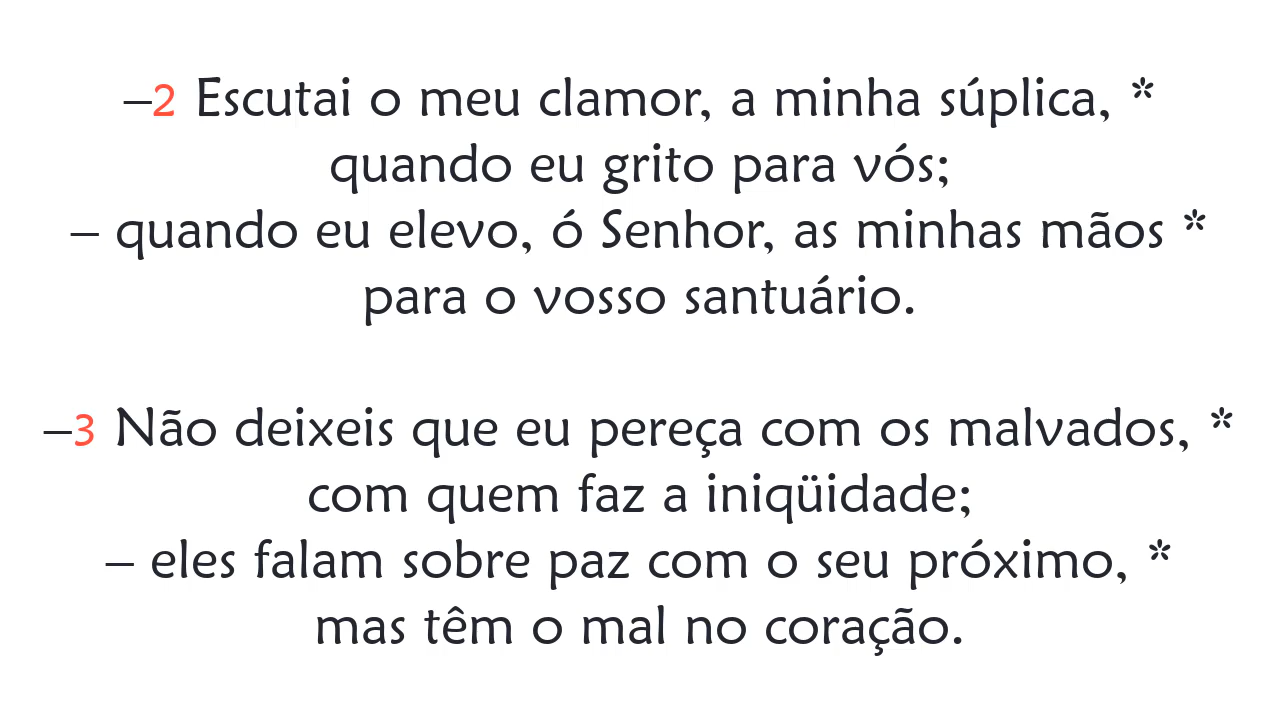 –2 Escutai o meu clamor, a minha súplica, *
quando eu grito para vós;
– quando eu elevo, ó Senhor, as minhas mãos *
para o vosso santuário.
–3 Não deixeis que eu pereça com os malvados, *
com quem faz a iniqüidade;
– eles falam sobre paz com o seu próximo, *
mas têm o mal no coração.